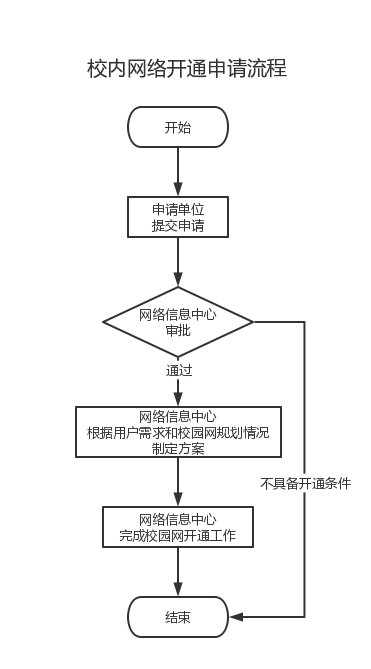 校内网络开通申请流程
开始
申请单位
提交申请
网络信息中心
审批
通过
网络信息中心
根据用户需求和校园网规划情况
制定方案
不具备开通条件
网络信息中心
完成校园网开通工作
结束